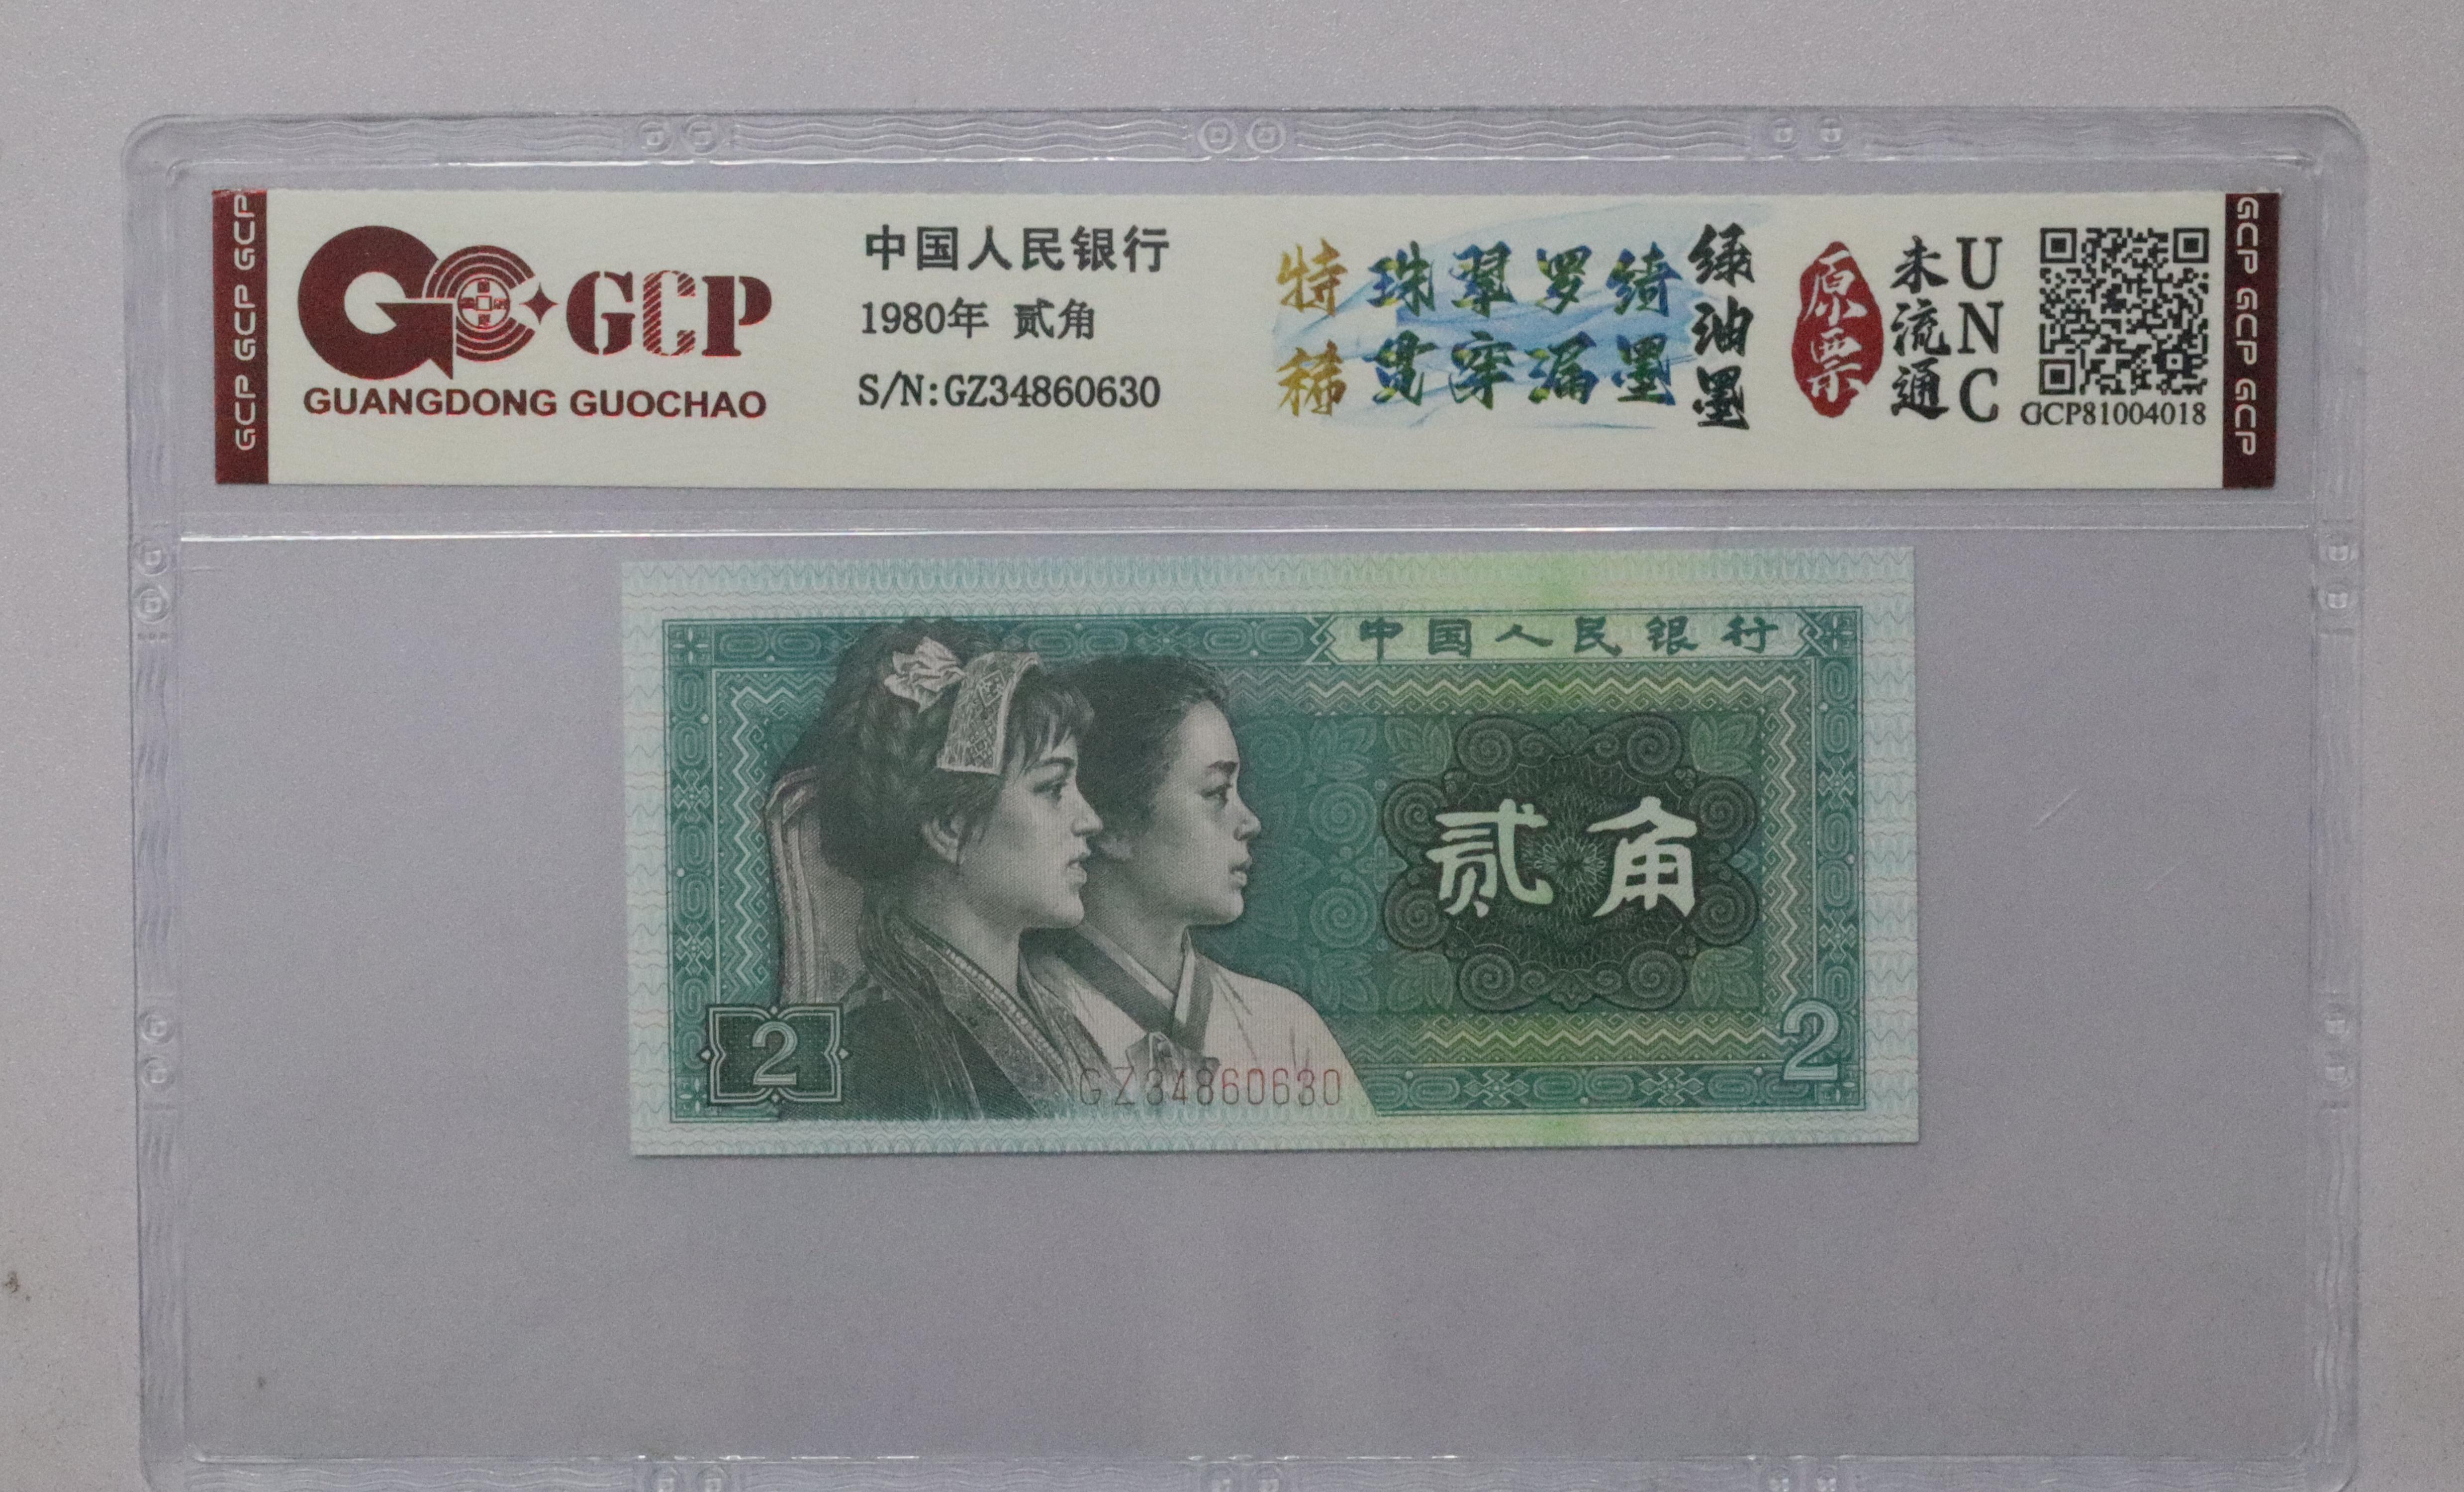 GCP GCP GCP
GCP
GUANGDONG GUOCHAO
中国人民银行
1980年 贰角
S/N:GZ34860630
特稀
珠翠罗绮
贯穿漏墨
绿油墨
原票
未流通
UNC
GCP81004018
GCP GCP GCP
中国人民银行
贰角
2
GZ34860630
2